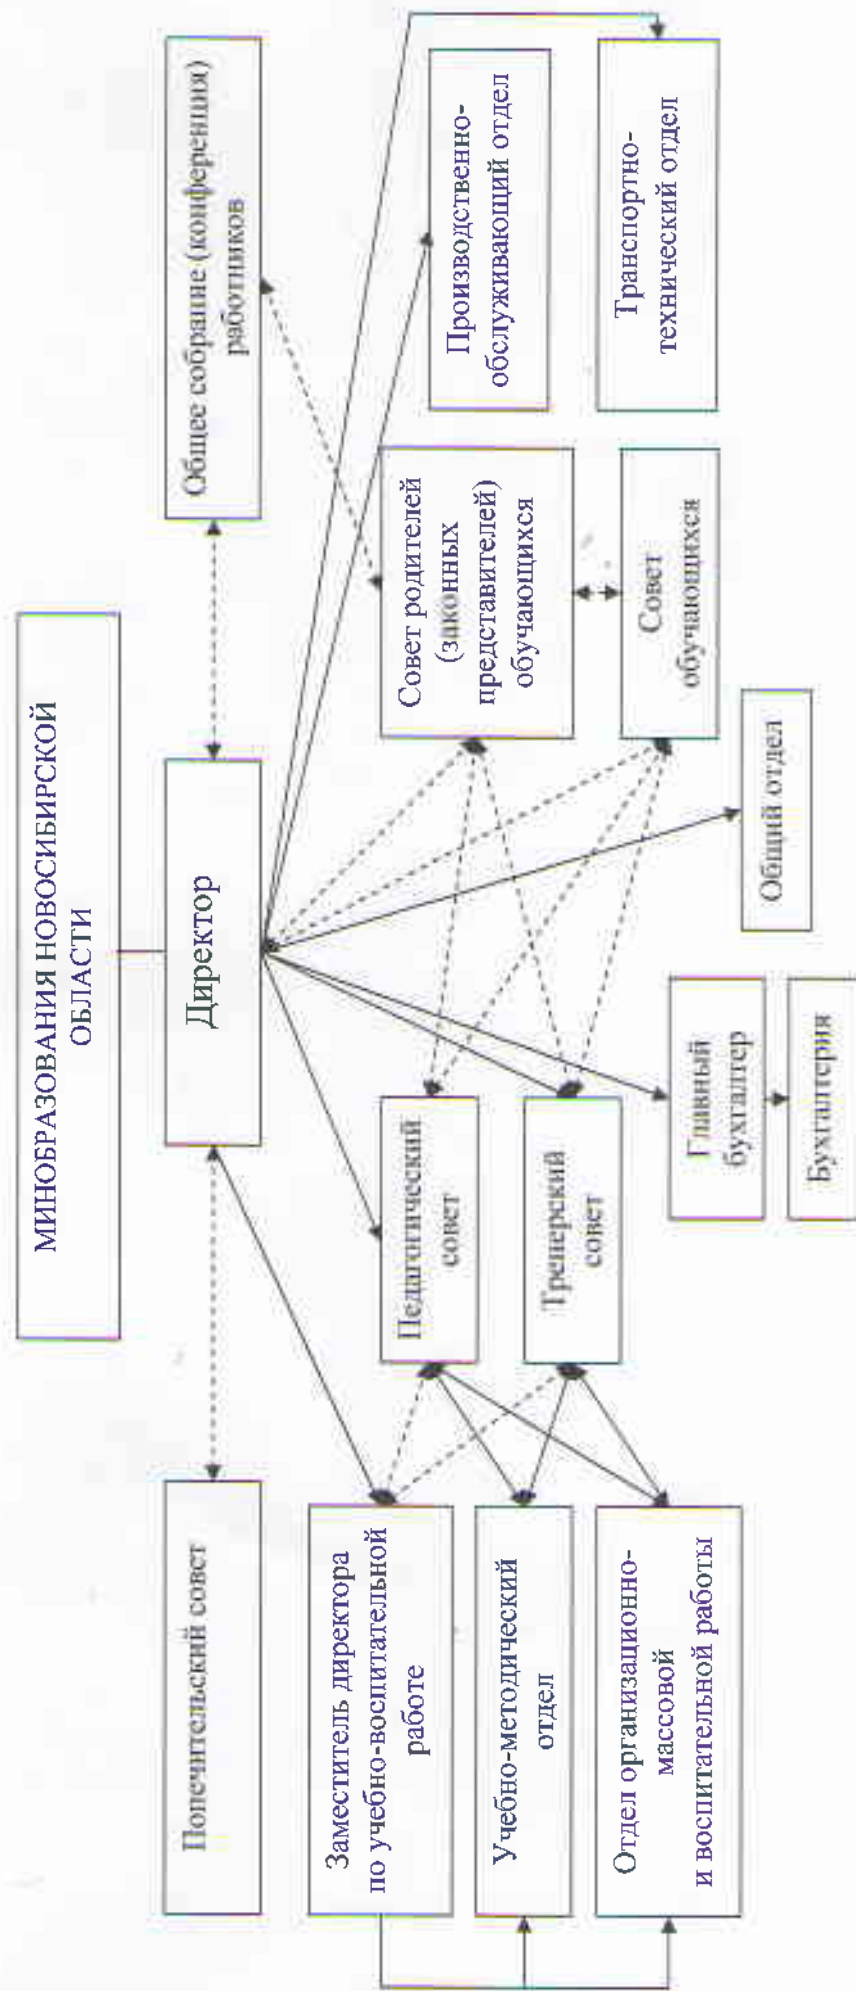 МИНОБРАЗОВАНИЯ НОВОСИБИРСКОЙ
ОБЛАСТИ
Попечительский совет
Директор
Общее собрание (конференция)
работников
Заместитель директора
по учебно-воспитательной
работе
Учебно-методический
отдел
Отдел организационно-
массовой
и воспитательной работы
Педагогический
совет
Тренерский
совет
Главный
бухгалтер
Бухгалтерия
Общий отдел
Совет родителей
(законных
представителей)
обучающихся
Совет
обучающихся
Производственно-
обслуживающий отдел
Транспортно-
технический отдел